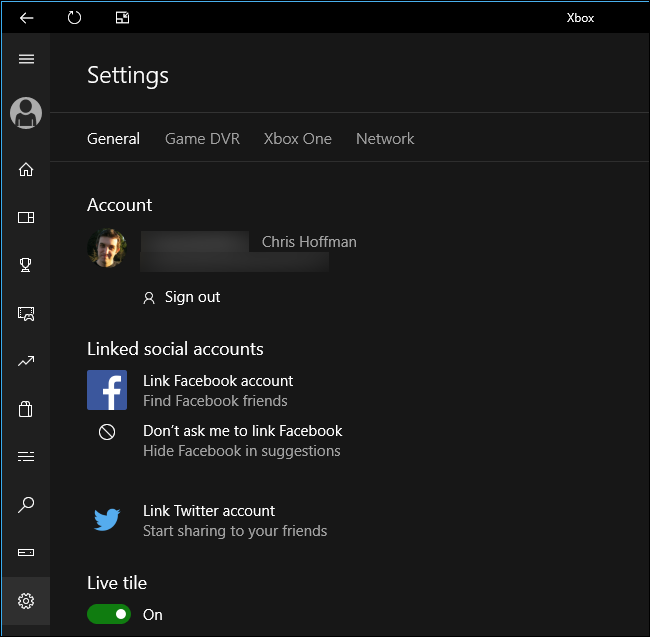 Xbox
Settings
General Game DVR Xbox One Network
Account
Chris Hoffman
Sign out
Linked social accounts
Link Facebook account
Find Facebook friends
Don't ask me to link Facebook
Hide Facebook in suggestions
Link Twitter account
Start sharing to your friends
Live tile
On